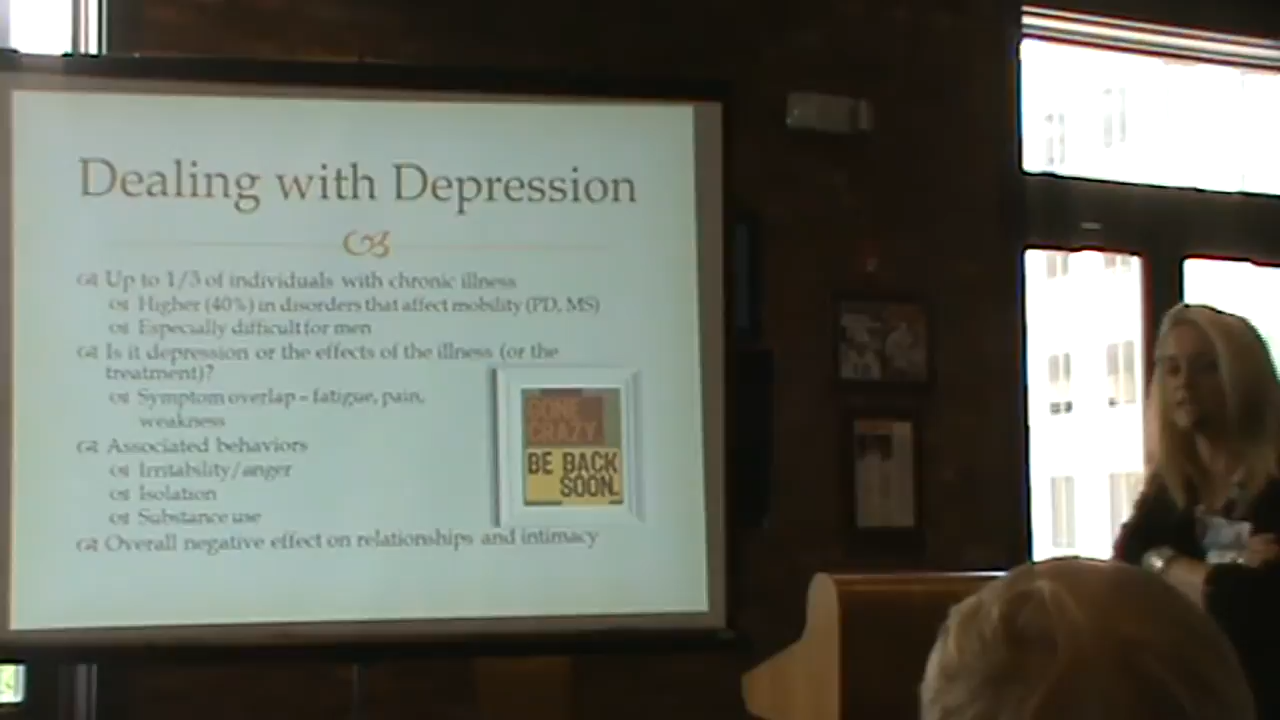 Dealing with Depression
Up to 1/3 of individuals with chronic illness
Higher (40%) in disorders that affect mobility (PD, MS)
Especially difficult for men
Is it depression or the effects of the illness (or the
treatment)?
Symptom overlap – fatigue, pain,
weakness
Associated behaviors
Irritability/anger
Isolation
Substance use
Overall negative effect on relationships and intimacy
GONE
CRAZY
BE BACK
SOON.